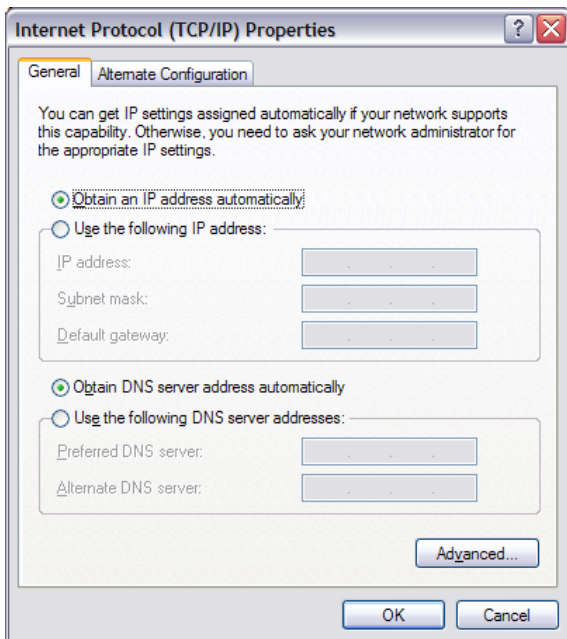 Internet Protocol (TCP/IP) Properties
General
Alternate Configuration
You can get IP settings assigned automatically if your network supports
this capability. Otherwise, you need to ask your network administrator for
the appropriate IP settings.
Obtain an IP address automatically
Use the following IP address:
IP address:
Subnet mask:
Default gateway:
Obtain DNS server address automatically
Use the following DNS server addresses:
Preferred DNS server:
Alternate DNS server:
Advanced...
OK
Cancel